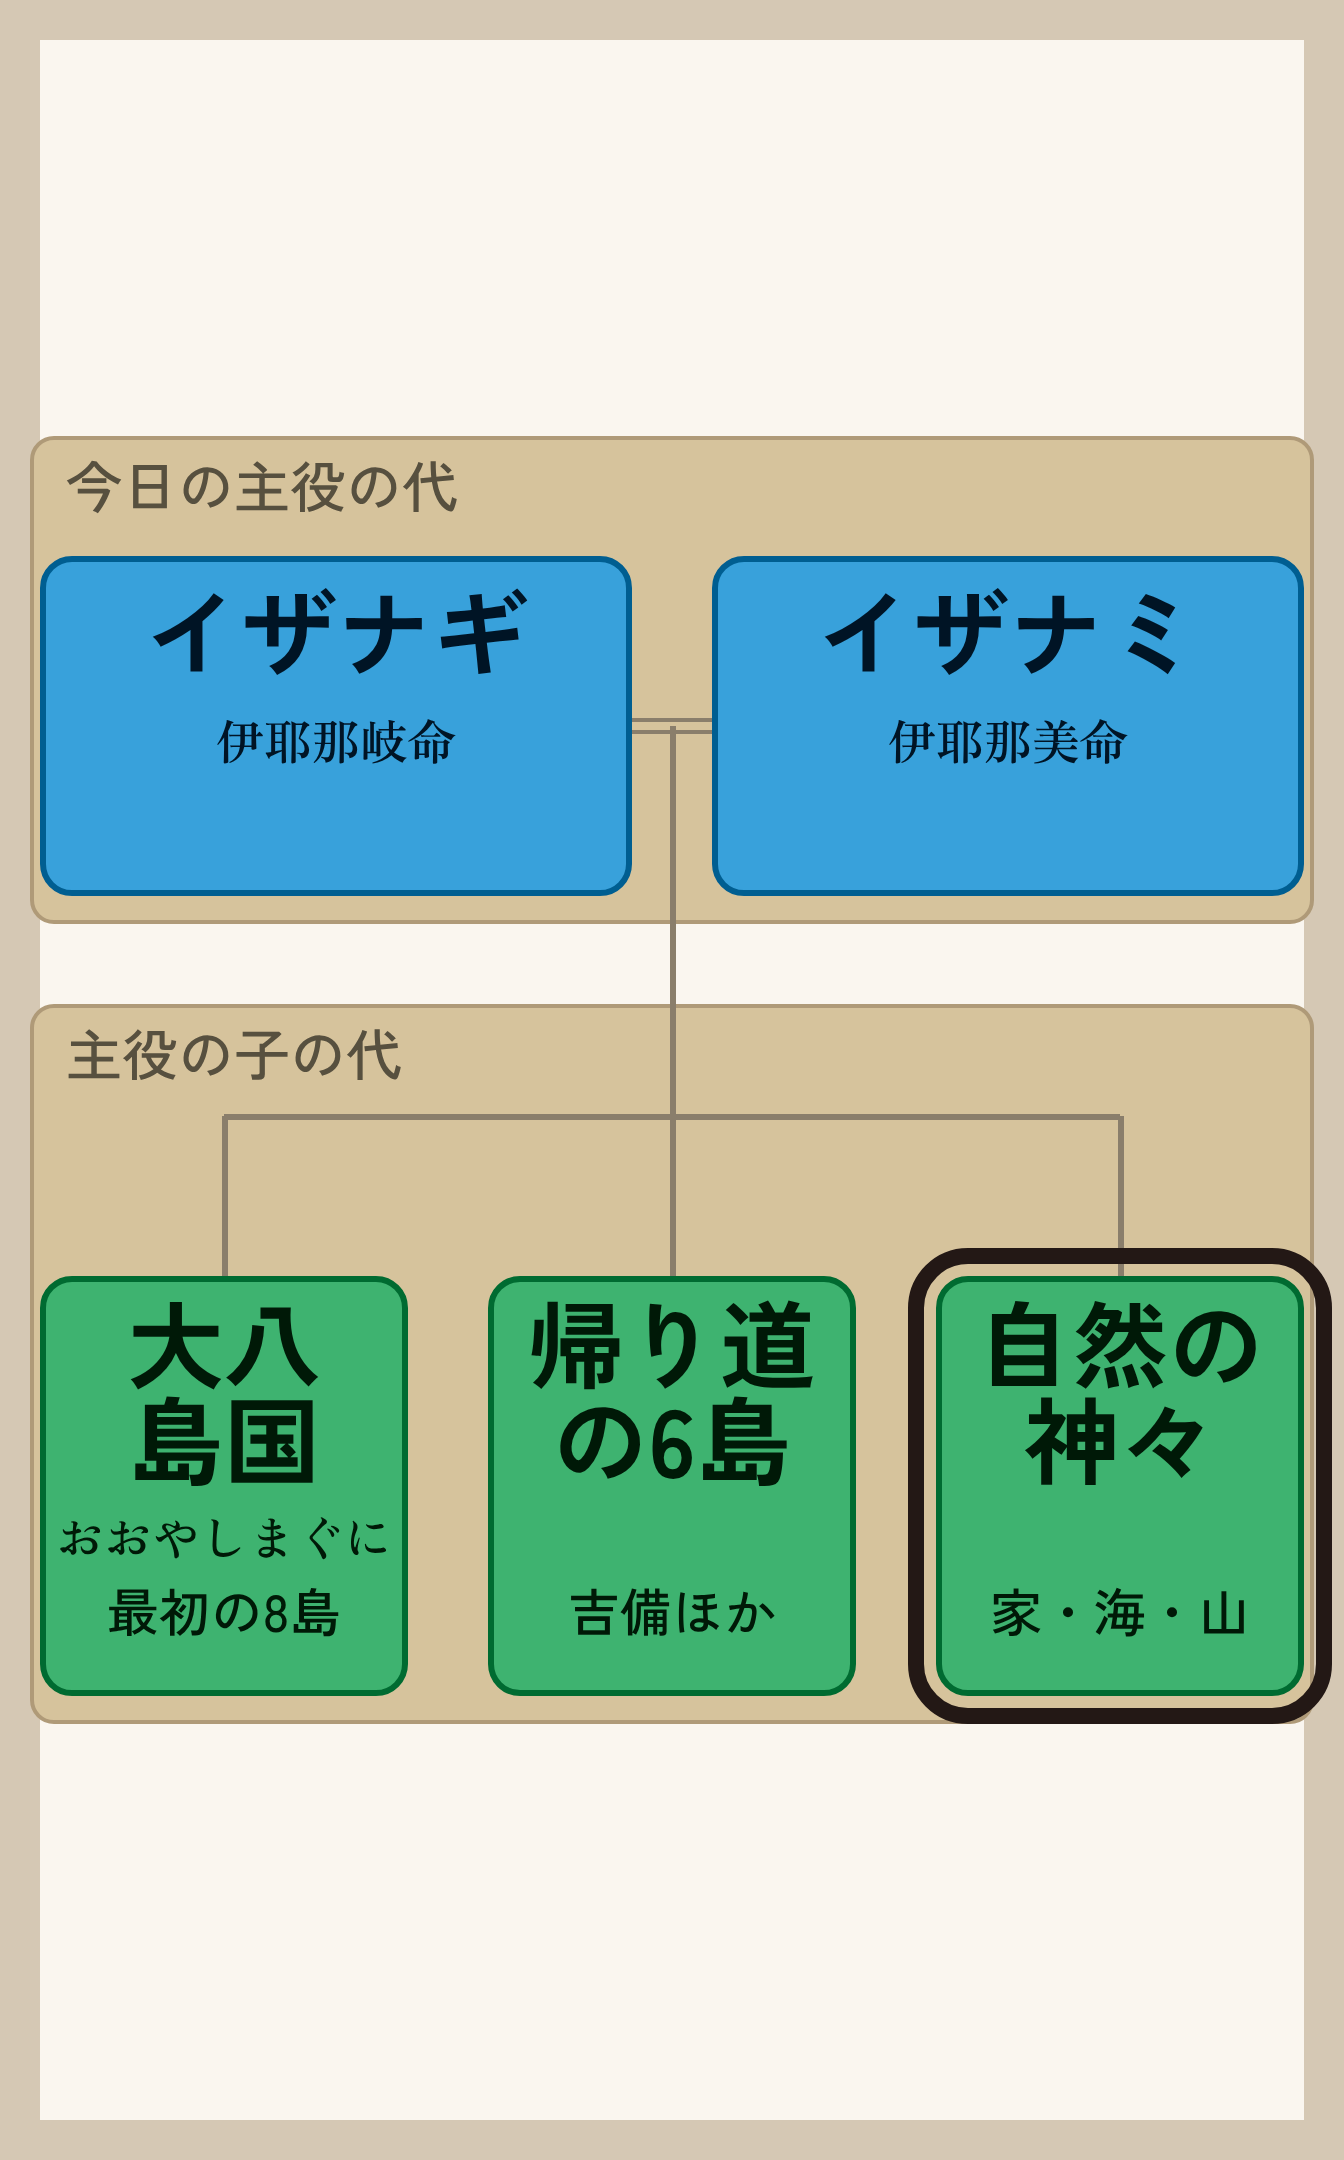 今日の主役の代
イザナギ
伊耶那岐命
イザナミ
伊耶那美命
主役の子の代
大八
島国
おおやしまぐに
最初の8島
帰り道
の6島
吉備ほか
自然の
神々
家・海・山